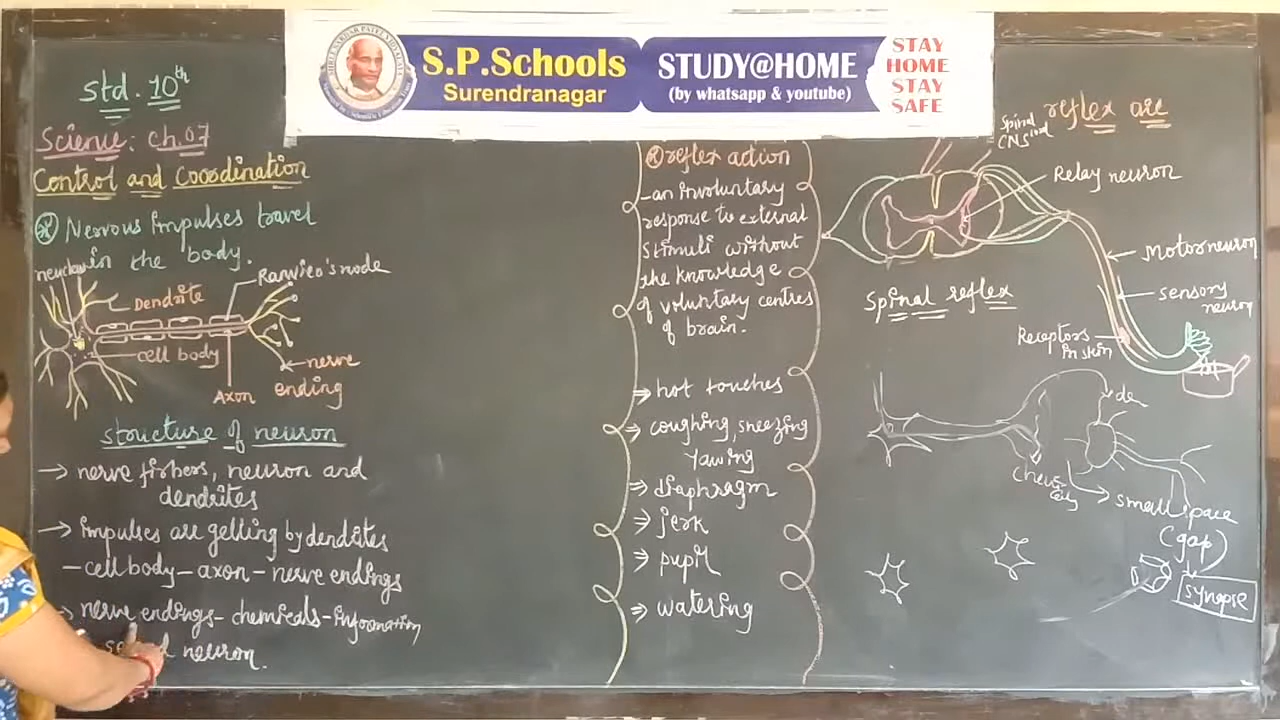 S.P.Schools
Surendranagar
STUDY@HOME
(by whatsapp & youtube)
STAY
HOME
STAY
SAFE
Std. 10th
Science: Ch.07
Control and Coordination
Nervous impulses travel
in the body.
Dendrite
Ranvieo's node
cell body
Axon
nerve
ending
structure of neuron
→ nerve fibers, neuron and
dendrites
→ impulses are getting by dendrites
– cell body – axon – nerve endings
→ nerve endings – chemicals – information
neuron.
reflex action
– an involuntary
response to external
stimuli without
the knowledge
of voluntary centres
of brain.
⇒ hot touches
⇒ coughing, sneezing
yawing
⇒ diaphragm
⇒ jerk
⇒ pupil
⇒ watering
reflex arc
Spinal cord
CNS
Relay neuron
Motor neuron
sensory
neuron
Receptors
in skin
Spinal reflex
de
small space
(gap)
synapse